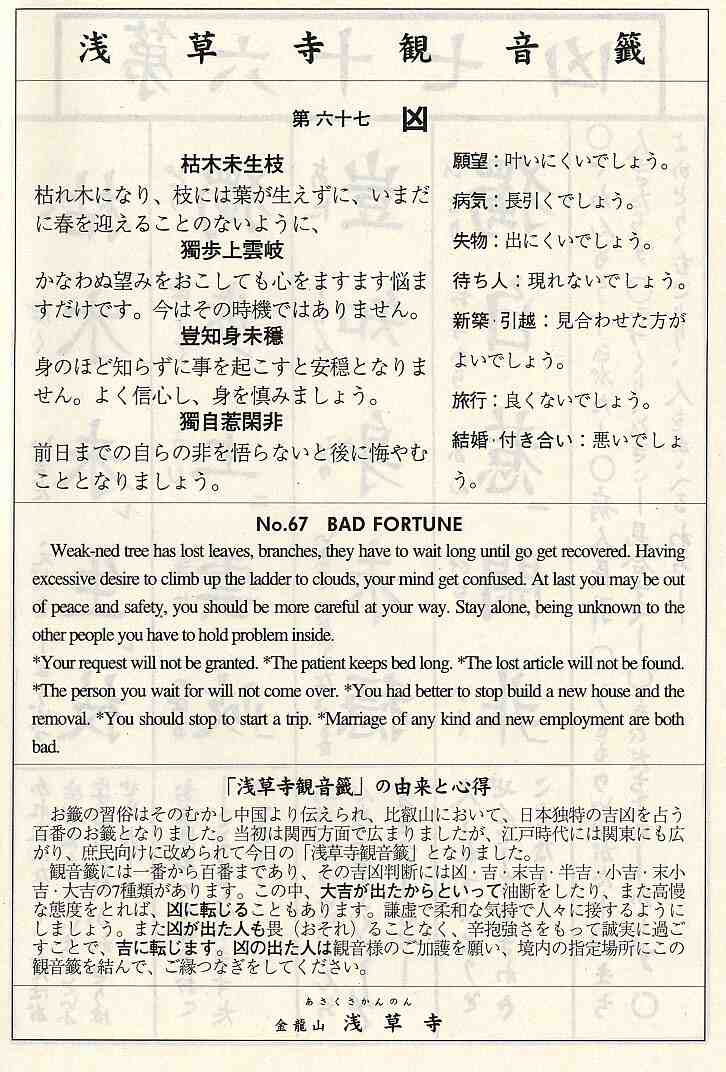 浅草寺観音籤
第六十七 凶
枯木未生枝
枯れ木になり、枝には葉が生えずに、いまだ
に春を迎えることのないように、
獨歩上雲岐
かなわぬ望みをおこしても心をますます悩ま
すだけです。今はその時機ではありません。
豈知身未穩
身のほど知らずに事を起こすと安穏となりま
せん。よく信心し、身を慎みましょう。
獨自惹閑非
前日までの自らの非を悟らないと後に悔やむ
こととなりましょう。
願望：叶いにくいでしょう。
病気：長引くでしょう。
失物：出にくいでしょう。
待ち人：現れないでしょう。
新築·引越：見合わせた方が
よいでしょう。
旅行：良くないでしょう。
結婚·付き合い：悪いでしょ
う。
No.67 BAD FORTUNE
Weak-ned tree has lost leaves, branches, they have to wait long until go get recovered. Having
excessive desire to climb up the ladder to clouds, your mind get confused. At last you may be out
of peace and safety, you should be more careful at your way. Stay alone, being unknown to the
other people you have to hold problem inside.
*Your request will not be granted. *The patient keeps bed long. *The lost article will not be found.
*The person you wait for will not come over. *You had better to stop build a new house and the
removal. *You should stop to start a trip. *Marriage of any kind and new employment are both
bad.
「浅草寺観音籤」の由来と心得
お籤の習俗はそのむかし中国より伝えられ、比叡山において、日本独特の吉凶を占う
百番のお籤となりました。当初は関西方面で広まりましたが、江戸時代には関東にも広
がり、庶民向けに改められて今日の「浅草寺観音籤」となりました。
観音籤には一番から百番まであり、その吉凶判断には凶・吉・末吉・半吉・小吉・末小
吉・大吉の7種類があります。この中、大吉が出たからといって油断をしたり、また高慢
な態度をとれば、凶に転じることもあります。謙虚で柔和な気持で人々に接するように
しましょう。また凶が出た人も畏（おそれ）ることなく、辛抱強さをもって誠実に過ご
すことで、吉に転じます。凶の出た人は観音様のご加護を願い、境内の指定場所にこの
観音籤を結んで、ご縁つなぎをしてください。
あさくさかんのん
金龍山 浅草寺